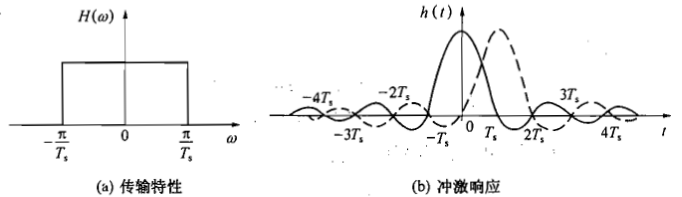 H(ω)
-π/T_s
0
π/T_s
ω
(a) 传输特性
h(t)
-4T_s
-3T_s
-2T_s
-T_s
0
T_s
2T_s
3T_s
4T_s
t
(b) 冲激响应